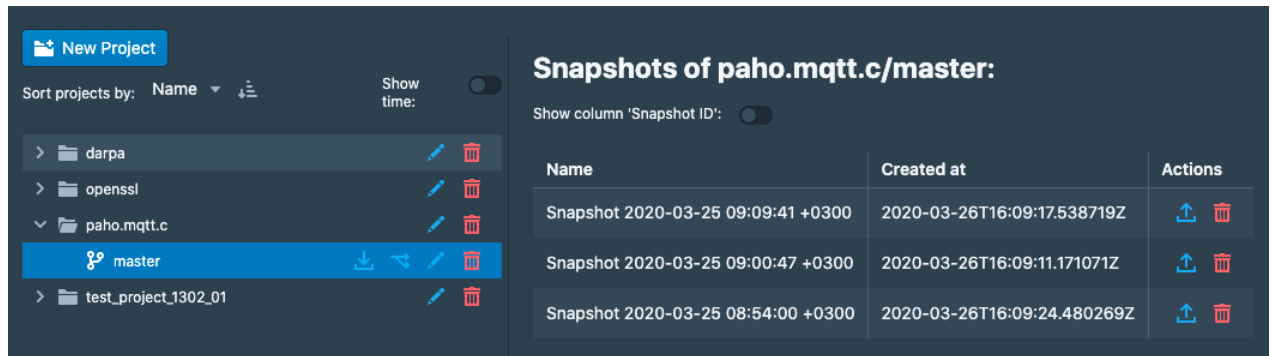 New Project
Sort projects by: Name
Show
time:
darpa
openssl
paho.mqtt.c
master
test_project_1302_01
Snapshots of paho.mqtt.c/master:
Show column 'Snapshot ID':
Name Created at Actions
Snapshot 2020-03-25 09:09:41 +0300 2020-03-26T16:09:17.538719Z
Snapshot 2020-03-25 09:00:47 +0300 2020-03-26T16:09:11.171071Z
Snapshot 2020-03-25 08:54:00 +0300 2020-03-26T16:09:24.480269Z